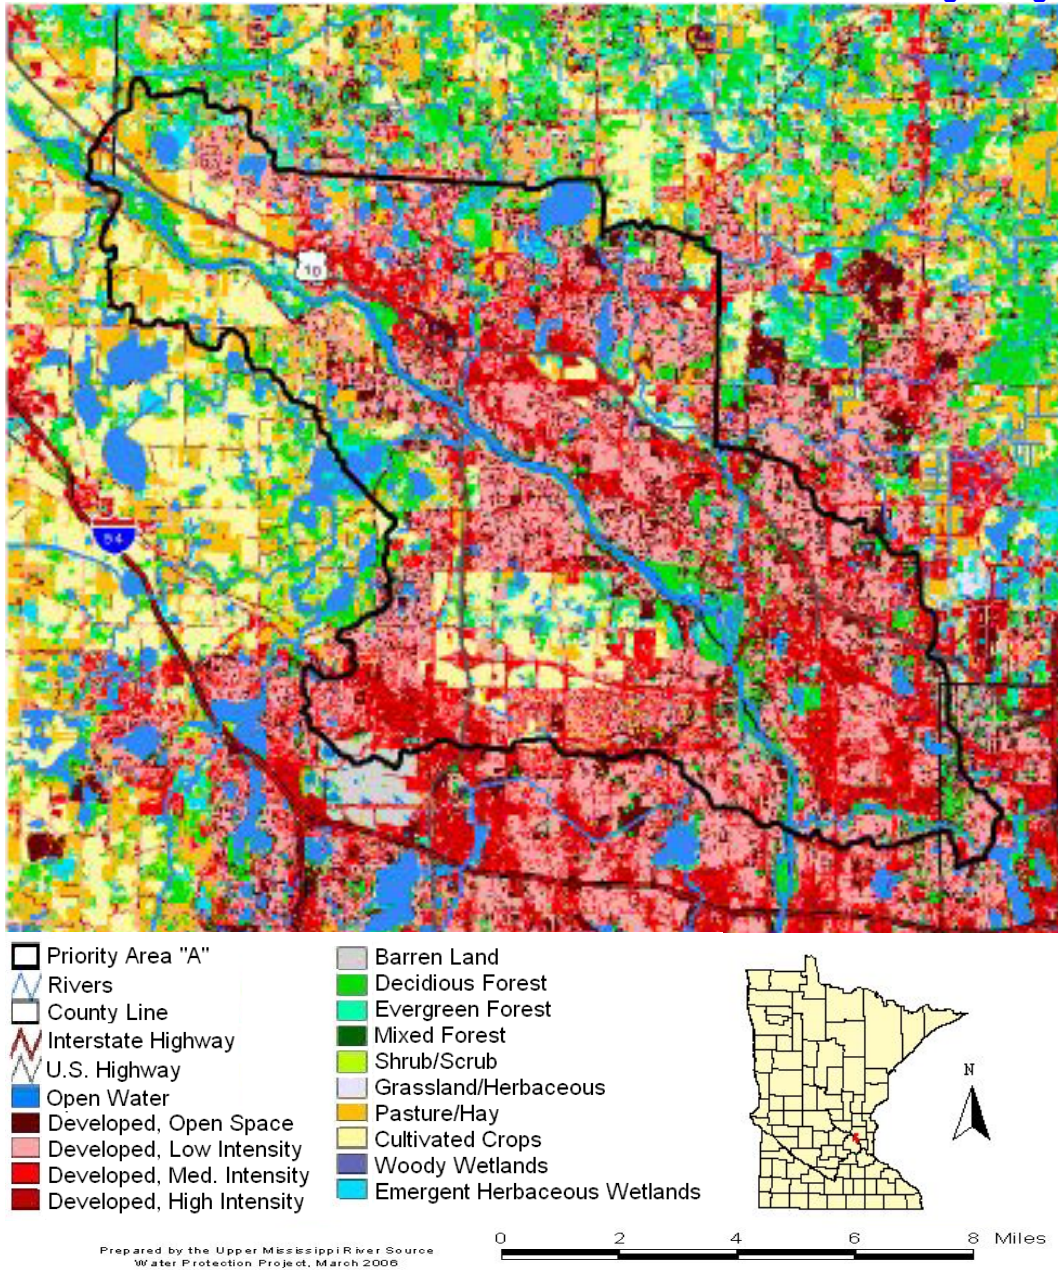 10
94
Priority Area "A"
Rivers
County Line
Interstate Highway
U.S. Highway
Open Water
Developed, Open Space
Developed, Low Intensity
Developed, Med. Intensity
Developed, High Intensity
Barren Land
Decidious Forest
Evergreen Forest
Mixed Forest
Shrub/Scrub
Grassland/Herbaceous
Pasture/Hay
Cultivated Crops
Woody Wetlands
Emergent Herbaceous Wetlands
N
0 2 4 6 8 Miles
Prepared by the Upper Mississippi River Source
Water Protection Project, March 2006